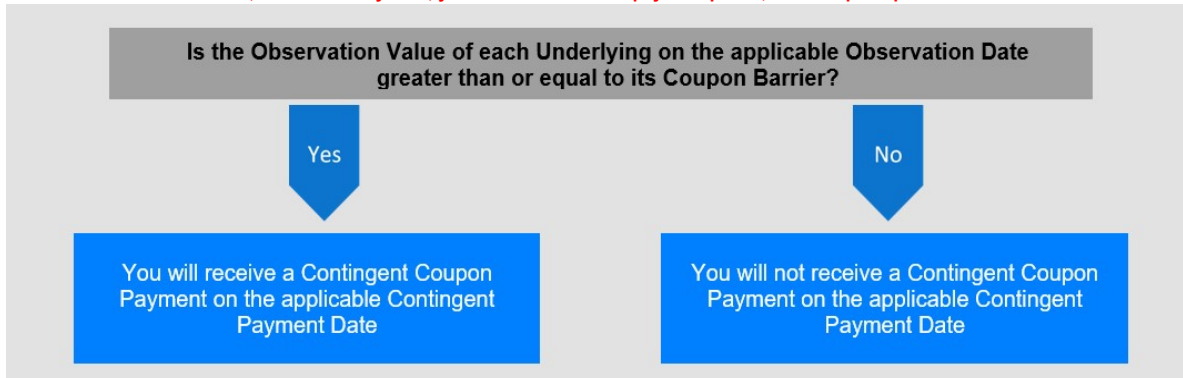 Is the Observation Value of each Underlying on the applicable Observation Date
greater than or equal to its Coupon Barrier?
Yes
No
You will receive a Contingent Coupon
Payment on the applicable Contingent
Payment Date
You will not receive a Contingent Coupon
Payment on the applicable Contingent
Payment Date